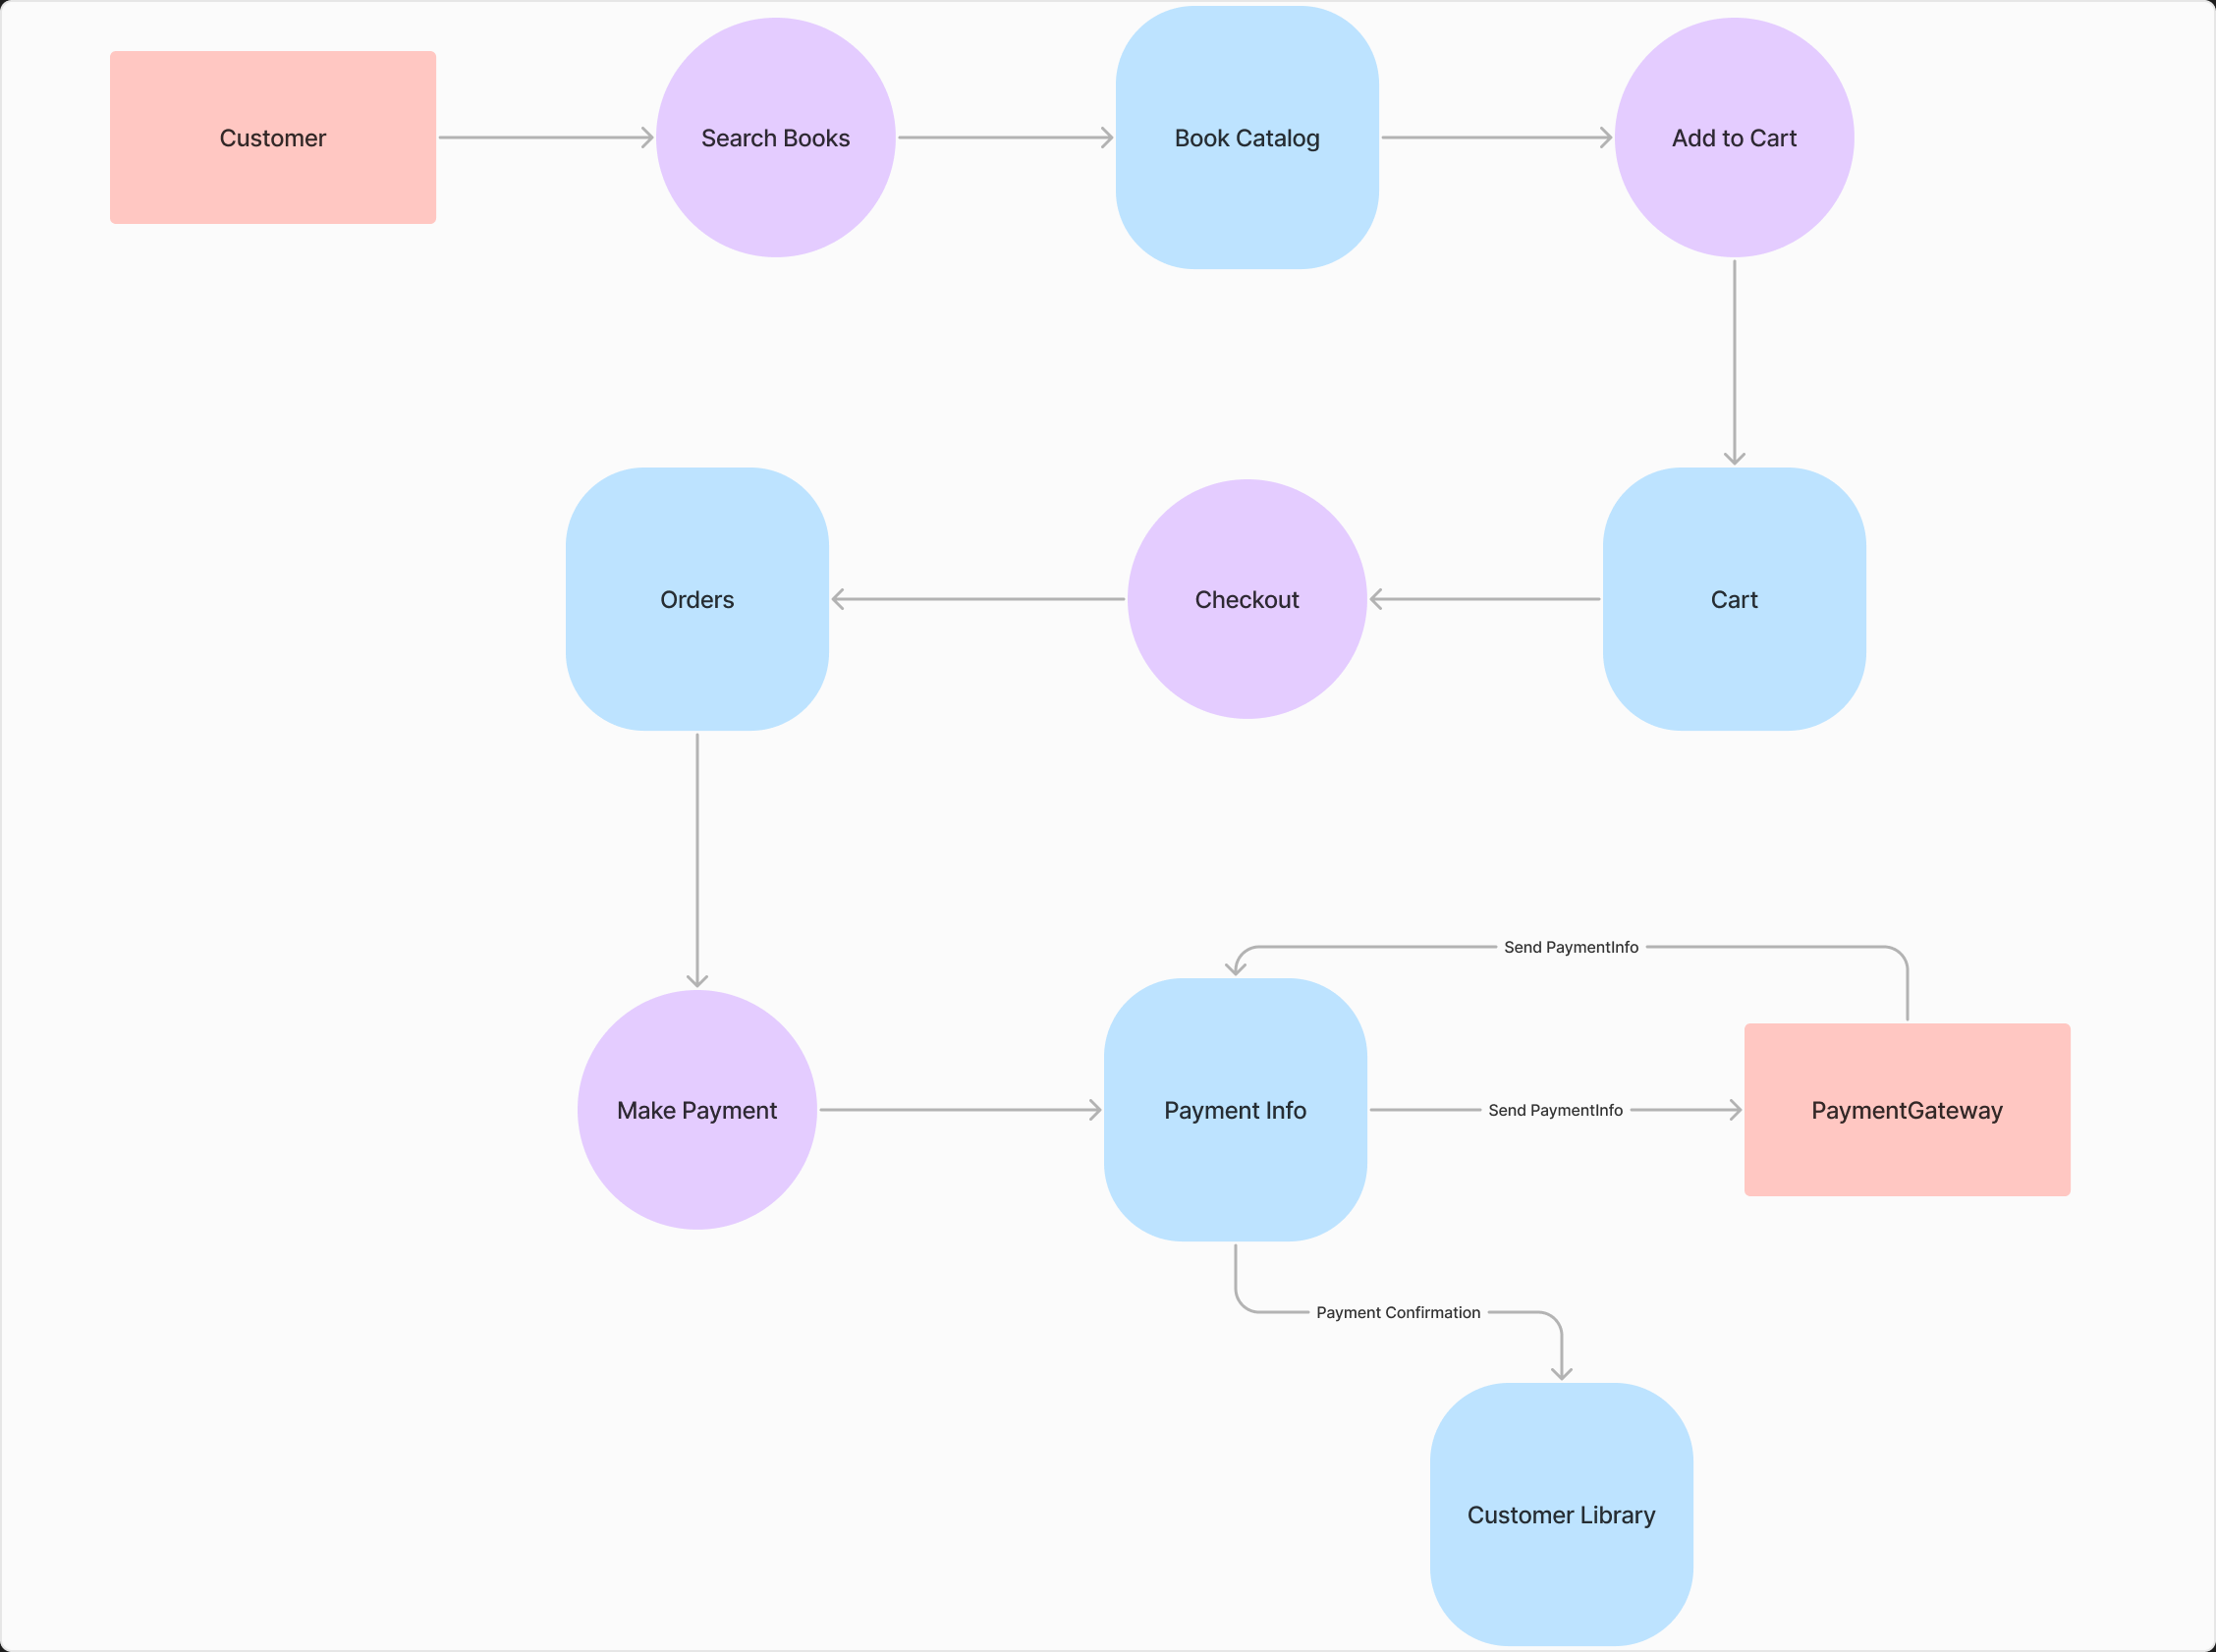 Customer
Search Books
Book Catalog
Add to Cart
Orders
Checkout
Cart
Send PaymentInfo
Make Payment
Payment Info
Send PaymentInfo
PaymentGateway
Payment Confirmation
Customer Library